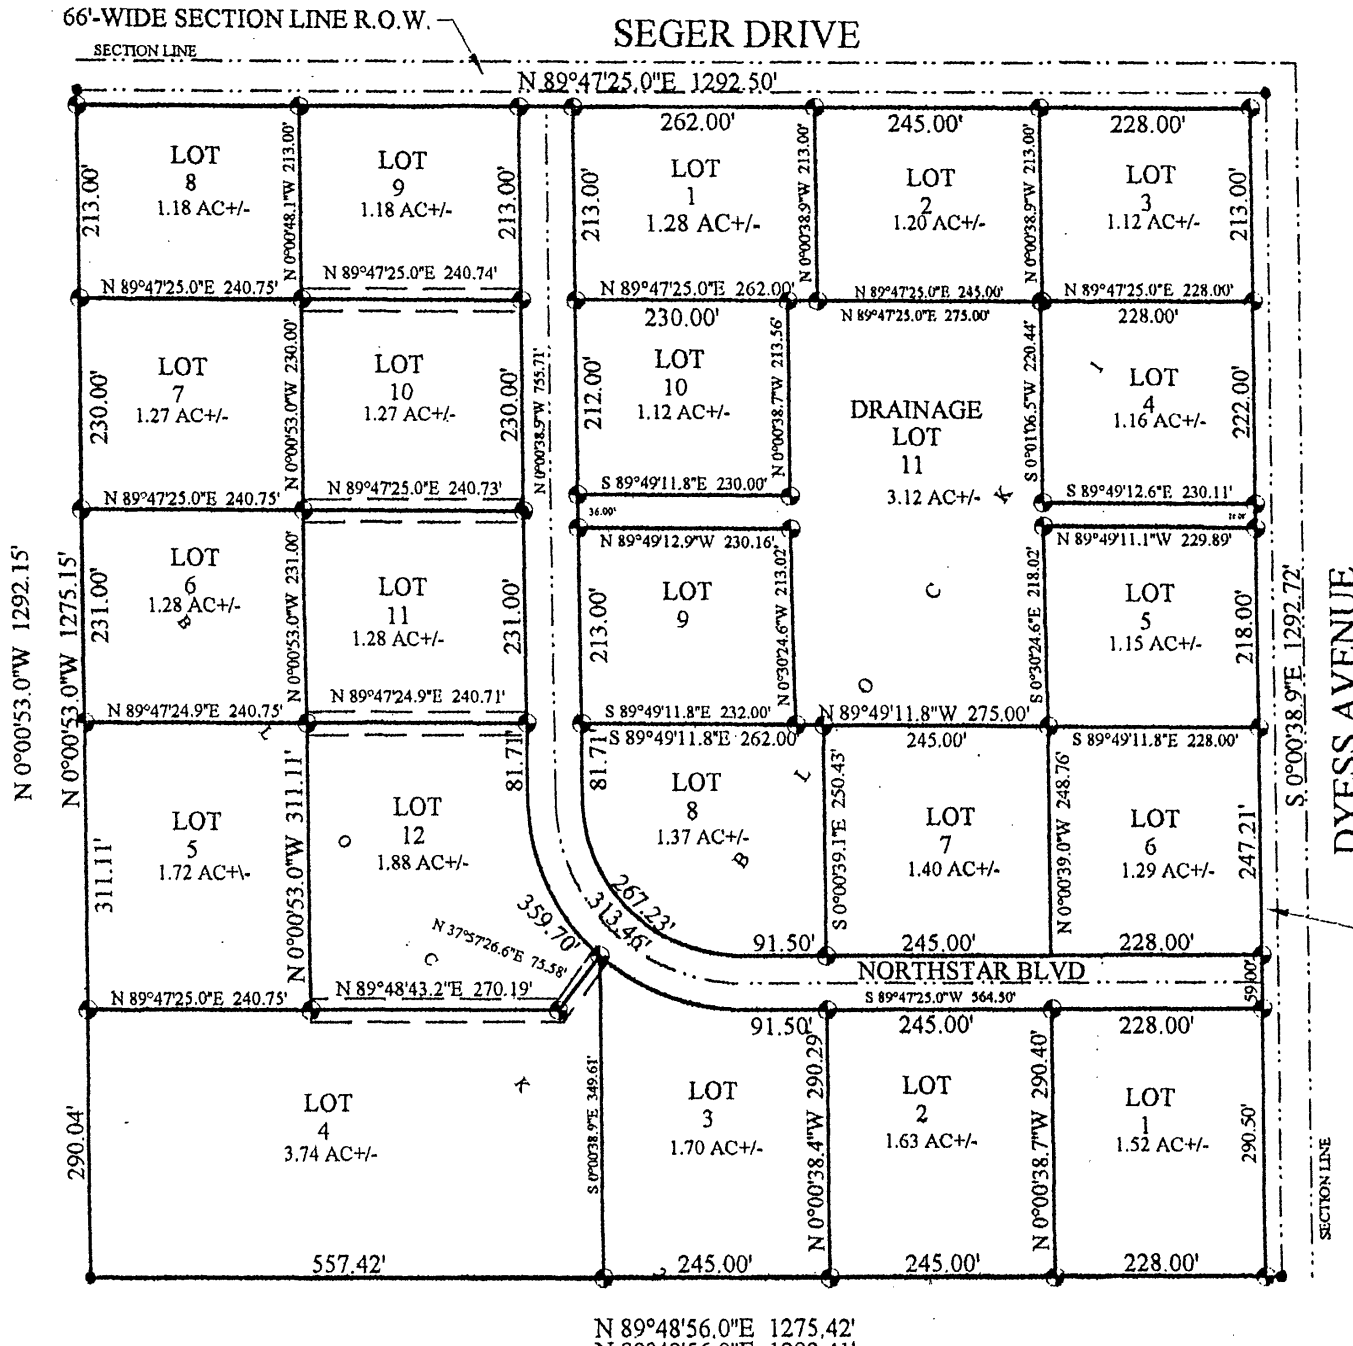 66'-WIDE SECTION LINE R.O.W.
SEGER DRIVE
SECTION LINE
N 89°47'25.0"E 1292.50'
262.00'
245.00'
228.00'
LOT
8
1.18 AC+/-
213.00'
N 0°00'48.1"W 213.00'
LOT
9
1.18 AC+/-
213.00'
213.00'
LOT
1
1.28 AC+/-
N 0°00'38.9"W 213.00'
LOT
2
1.20 AC+/-
N 0°00'38.9"W 213.00'
LOT
3
1.12 AC+/-
213.00'
N 89°47'25.0"E 240.75'
N 89°47'25.0"E 240.74'
N 89°47'25.0"E 262.00'
N 89°47'25.0"E 245.00'
N 89°47'25.0"E 228.00'
230.00'
N 89°47'25.0"E 275.00'
228.00'
LOT
7
1.27 AC+/-
230.00'
N 0°00'53.0"W 230.00'
LOT
10
1.27 AC+/-
230.00'
N 0°00'38.9"W 755.71'
212.00'
LOT
10
1.12 AC+/-
N 0°00'38.7"W 213.56'
DRAINAGE
LOT
11
3.12 AC+/-
S 0°01'06.5"W 220.44'
I
LOT
4
1.16 AC+/-
222.00'
N 89°47'25.0"E 240.75'
N 89°47'25.0"E 240.73'
S 89°49'11.8"E 230.00'
K
S 89°49'12.6"E 230.11'
36.00'
N 89°49'12.9"W 230.16'
N 89°49'11.1"W 229.89'
N 0°00'53.0"W 1292.15'
N 0°00'53.0"W 1275.15'
231.00'
LOT
6
1.28 AC+/-
B
N 0°00'53.0"W 231.00'
LOT
11
1.28 AC+/-
231.00'
213.00'
LOT
9
N 0°30'24.6"W 213.02'
C
O
S 0°30'24.6"E 218.02'
LOT
5
1.15 AC+/-
218.00'
S 0°00'38.9"E 1292.72'
DYESS AVENUE
N 89°47'24.9"E 240.75'
N 89°47'24.9"E 240.71'
S 89°49'11.8"E 232.00'
N 89°49'11.8"W 275.00'
L
S 89°49'11.8"E 262.00'
245.00'
S 89°49'11.8"E 228.00'
81.71'
81.71'
LOT
5
1.72 AC+\-
311.11'
N 0°00'53.0"W 311.11'
O
LOT
12
1.88 AC+/-
LOT
8
1.37 AC+/-
L
B
S 0°00'39.1"E 250.43'
LOT
7
1.40 AC+/-
N 0°00'39.0"W 248.76'
LOT
6
1.29 AC+/-
247.21'
359.70'
313.46'
267.23'
N 37°57'26.6"E 75.58'
C
91.50'
245.00'
228.00'
NORTHSTAR BLVD
59.00'
N 89°47'25.0"E 240.75'
N 89°48'43.2"E 270.19'
S 89°47'25.0"W 564.50'
91.50'
245.00'
228.00'
K
290.04'
LOT
4
3.74 AC+/-
S 0°00'38.9"E 349.61'
LOT
3
1.70 AC+/-
N 0°00'38.4"W 290.29'
LOT
2
1.63 AC+/-
N 0°00'38.7"W 290.40'
LOT
1
1.52 AC+/-
290.50'
SECTION LINE
557.42'
245.00'
245.00'
228.00'
N 89°48'56.0"E 1275.42'